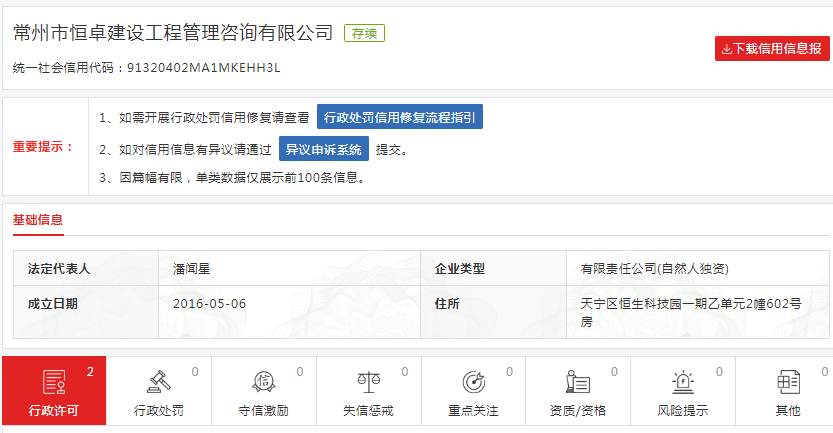 常州市恒卓建设工程管理咨询有限公司 存续
下载信用信息报
统一社会信用代码：91320402MA1MKEHH3L
重要提示：
1、如需开展行政处罚信用修复请查看 行政处罚信用修复流程指引
2、如对信用信息有异议请通过 异议申诉系统 提交。
3、因篇幅有限，单类数据仅展示前100条信息。
基础信息
法定代表人 潘闻星 企业类型 有限责任公司(自然人独资)
成立日期 2016-05-06 住所 天宁区恒生科技园一期乙单元2幢602号
房
2 0 0 0 0 0 0 0
信
行政许可 行政处罚 守信激励 失信惩戒 重点关注 资质/资格 风险提示 其他